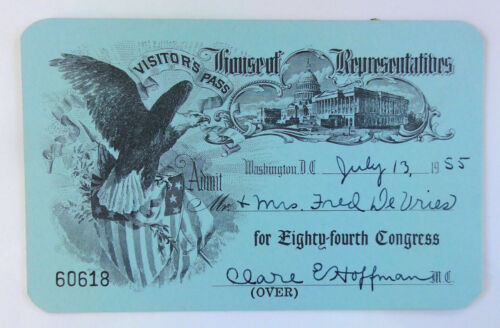 VISITOR'S PASS
House of Representatives
Washington, D.C. July 13, 1955
Admit Mr. + Mrs. Fred De Vries
for Eighty-fourth Congress
60618
Clare E Hoffman M.C.
(OVER)